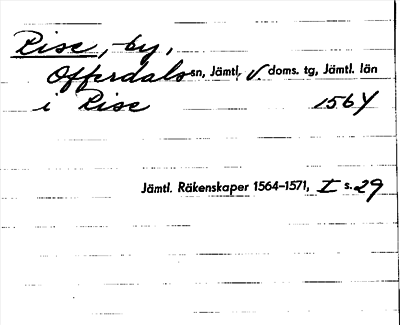 Rise, by,
Offerdals sn, Jämtl. V. doms. tg, Jämtl. län
i Rise 1564
Jämtl. Räkenskaper 1564–1571, I s. 29